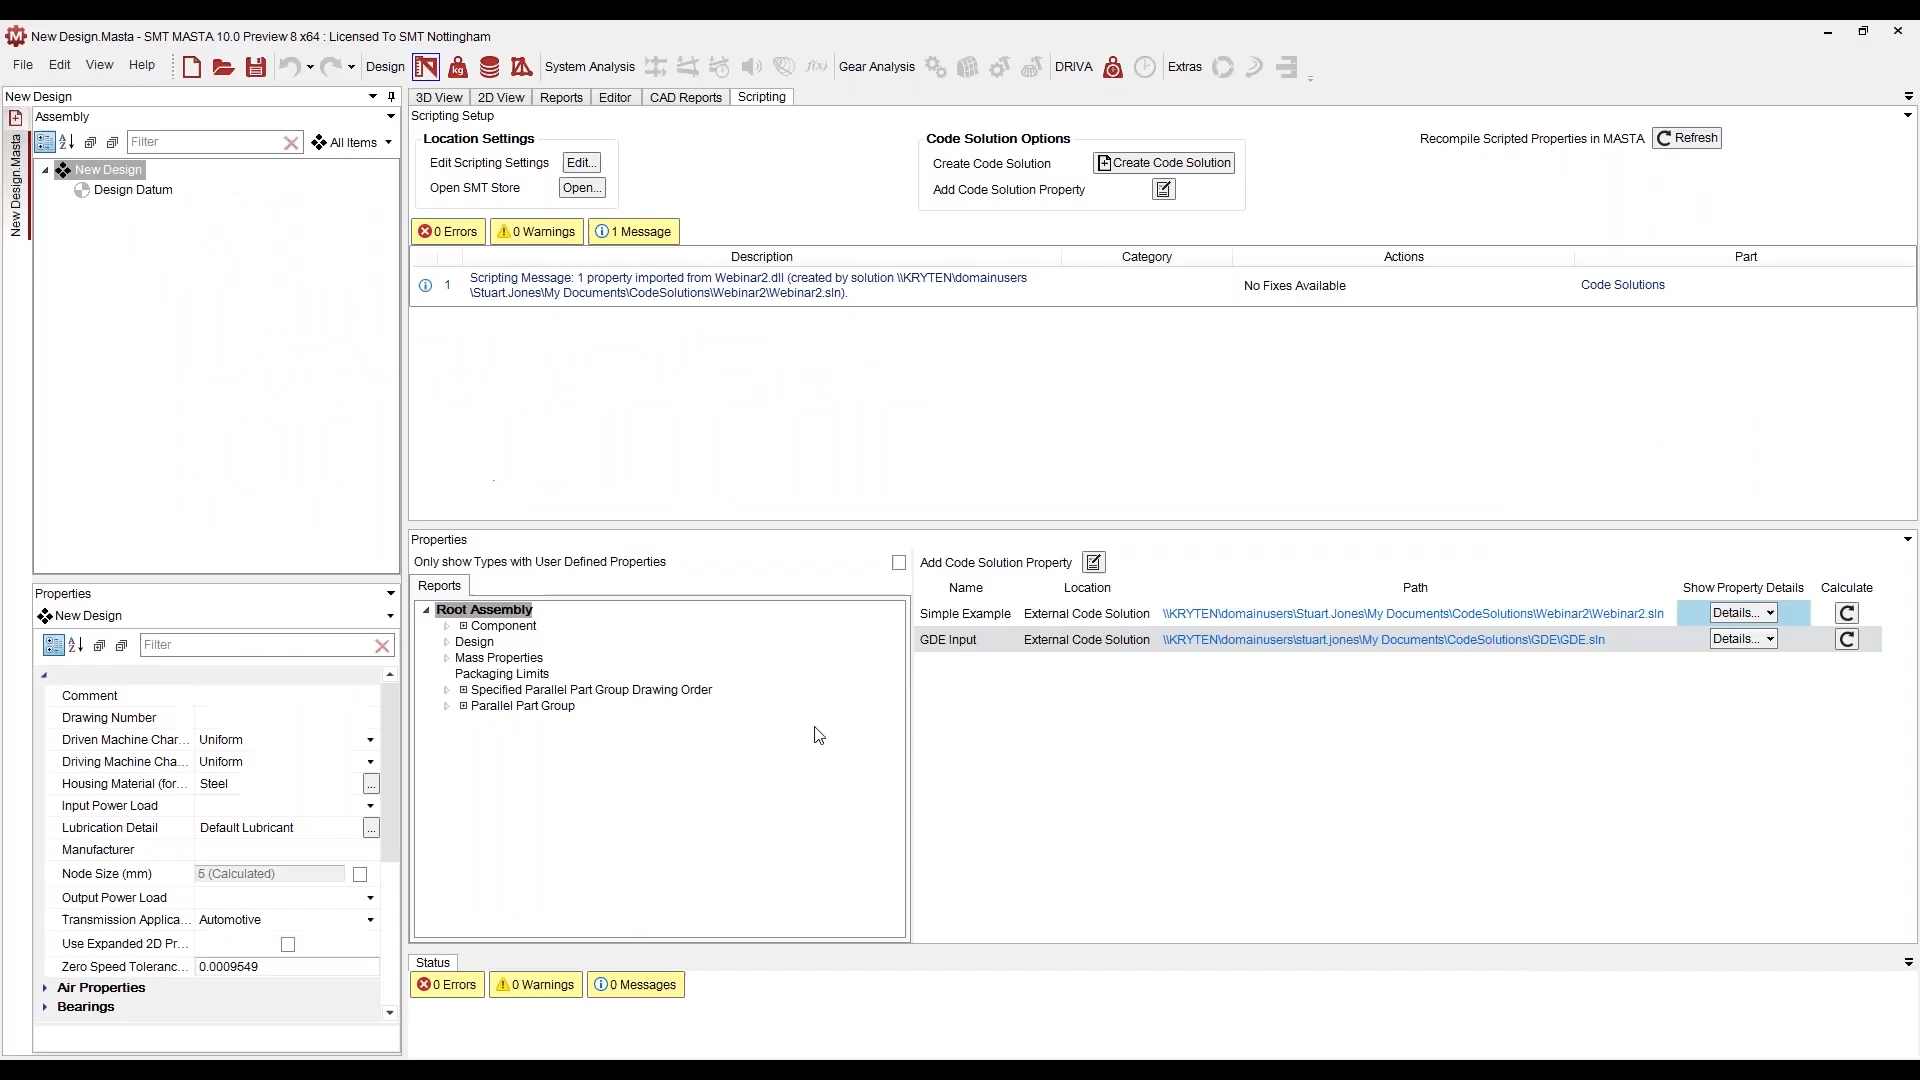 New Design.Masta - SMT MASTA 10.0 Preview 8 x64 : Licensed To SMT Nottingham
File Edit View Help
Design
System Analysis
f(x)
Gear Analysis
DRIVA
Extras
New Design
New Design.Masta
Assembly
Filter
All Items
New Design
Design Datum
Properties
New Design
Filter
Comment
Drawing Number
Driven Machine Char... Uniform
Driving Machine Cha... Uniform
Housing Material (for... Steel ...
Input Power Load
Lubrication Detail Default Lubricant ...
Manufacturer
Node Size (mm) 5 (Calculated)
Output Power Load
Transmission Applica... Automotive
Use Expanded 2D Pr...
Zero Speed Toleranc... 0.0009549
Air Properties
Bearings
3D View 2D View Reports Editor CAD Reports Scripting
Scripting Setup
Location Settings
Edit Scripting Settings Edit...
Open SMT Store Open...
Code Solution Options
Create Code Solution Create Code Solution
Add Code Solution Property
Recompile Scripted Properties in MASTA Refresh
0 Errors 0 Warnings 1 Message
Description Category Actions Part
1 Scripting Message: 1 property imported from Webinar2.dll (created by solution \\KRYTEN\domainusers
\Stuart.Jones\My Documents\CodeSolutions\Webinar2\Webinar2.sln).
No Fixes Available
Code Solutions
Properties
Only show Types with User Defined Properties
Reports
Root Assembly
Component
Design
Mass Properties
Packaging Limits
Specified Parallel Part Group Drawing Order
Parallel Part Group
Add Code Solution Property
Name Location Path Show Property Details Calculate
Simple Example External Code Solution \\KRYTEN\domainusers\Stuart.Jones\My Documents\CodeSolutions\Webinar2\Webinar2.sln Details...
GDE Input External Code Solution \\KRYTEN\domainusers\stuart.jones\My Documents\CodeSolutions\GDE\GDE.sln Details...
Status
0 Errors 0 Warnings 0 Messages